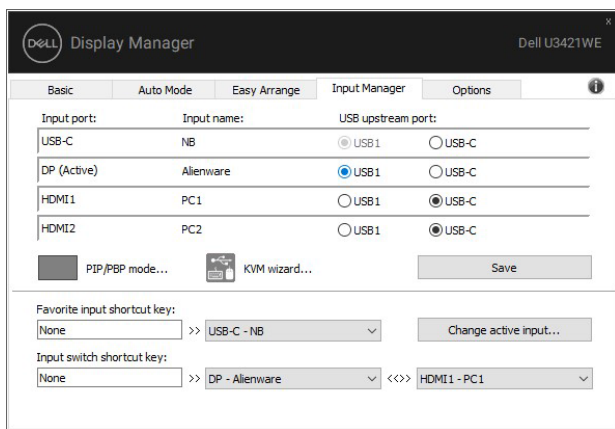 x
DELL Display Manager Dell U3421WE
Basic Auto Mode Easy Arrange Input Manager Options i
Input port: Input name: USB upstream port:
USB-C NB USB1 USB-C
DP (Active) Alienware USB1 USB-C
HDMI1 PC1 USB1 USB-C
HDMI2 PC2 USB1 USB-C
PIP/PBP mode... KVM wizard... Save
Favorite input shortcut key:
None >> USB-C - NB Change active input...
Input switch shortcut key:
None >> DP - Alienware <<>> HDMI1 - PC1